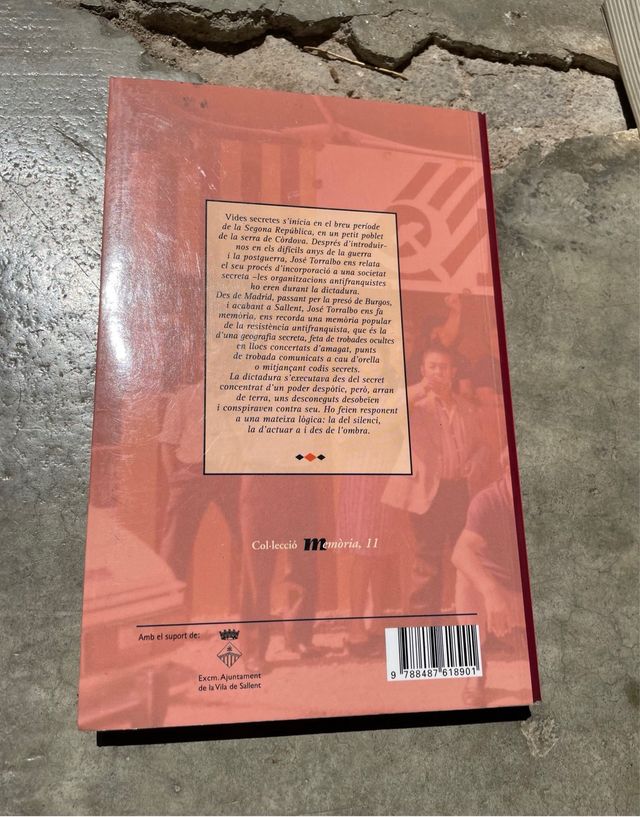 Vides secretes s'inicia en el breu període
de la Segona República, en un petit poblet
de la serra de Còrdova. Després d'introduir-
nos en els difícils anys de la guerra
i la postguerra, José Torralbo ens relata
el seu procés d'incorporació a una societat
secreta –les organitzacions antifranquistes
ho eren durant la dictadura.
Des de Madrid, passant per la presó de Burgos,
i acabant a Sallent, José Torralbo ens fa
memòria, ens recorda una memòria popular
de la resistència antifranquista, que és la
d'una geografia secreta, feta de trobades ocultes
en llocs concertats d'amagat, punts
de trobada comunicats a cau d'orella
o mitjançant codis secrets.
La dictadura s'executava des del secret
concentrat d'un poder despòtic, però, arran
de terra, uns desconeguts desobeïen
i conspiraven contra seu. Ho feien responent
a una mateixa lògica: la del silenci,
la d'actuar a i des de l'ombra.
Col·lecció Memòria, 11
Amb el suport de:
Excm. Ajuntament
de la Vila de Sallent
9 788487 618901